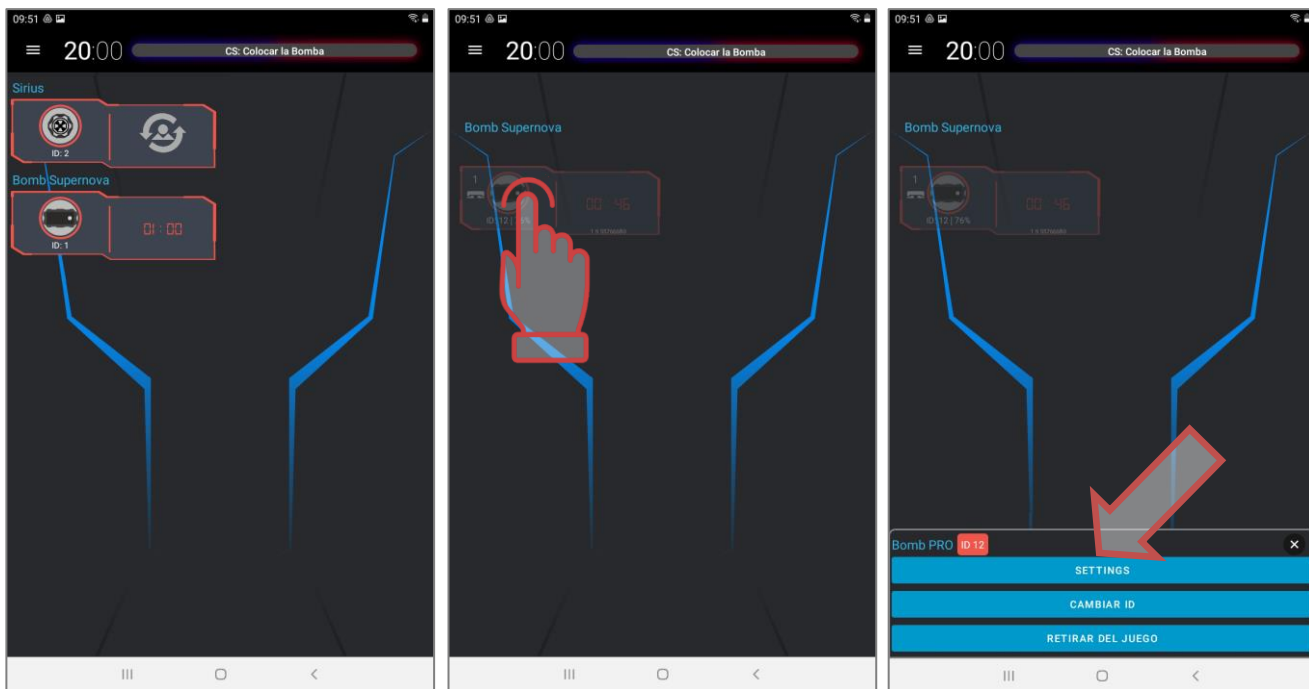 09:51
20:00 CS: Colocar la Bomba
Sirius
ID: 2
Bomb Supernova
ID: 1
01:00
09:51
20:00 CS: Colocar la Bomba
Bomb Supernova
1
00 46
ID: 12 |
09:51
20:00 CS: Colocar la Bomba
Bomb Supernova
1
00 46
ID: 12 | 76%
Bomb PRO ID 12
SETTINGS
CAMBIAR ID
RETIRAR DEL JUEGO